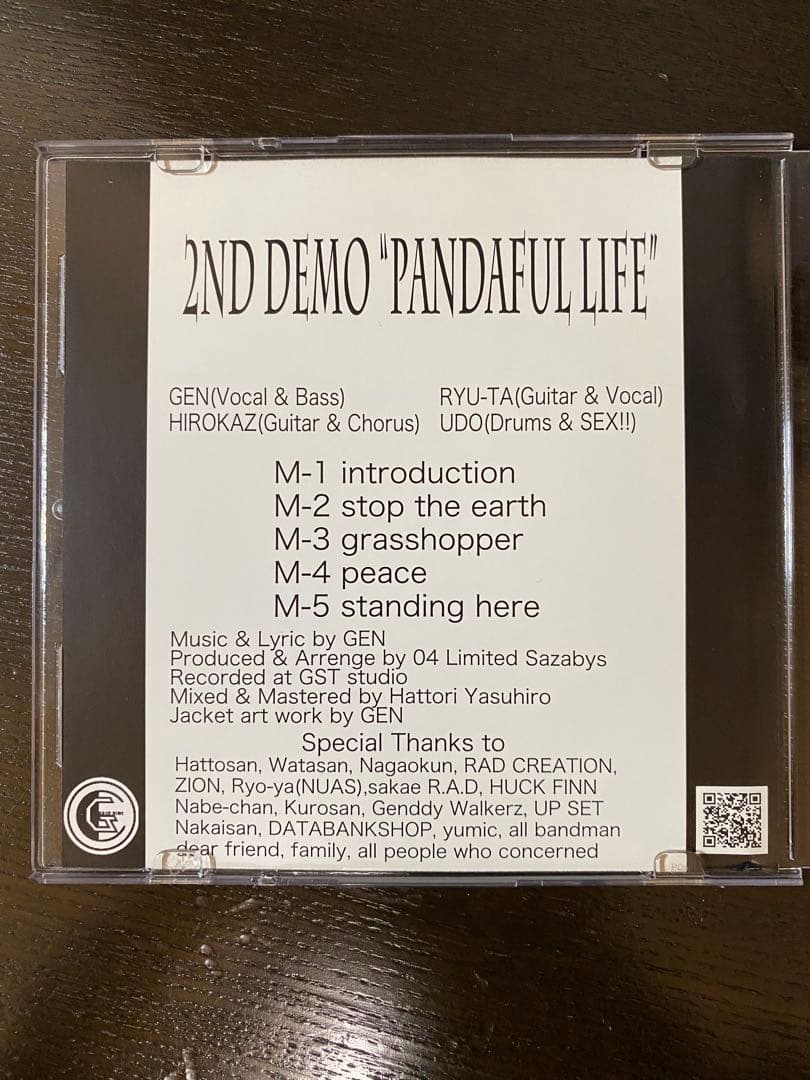 2ND DEMO "PANDAFUL LIFE"
GEN(Vocal & Bass) RYU-TA(Guitar & Vocal)
HIROKAZ(Guitar & Chorus) UDO(Drums & SEX!!)
M-1 introduction
M-2 stop the earth
M-3 grasshopper
M-4 peace
M-5 standing here
Music & Lyric by GEN
Produced & Arrenge by 04 Limited Sazabys
Recorded at GST studio
Mixed & Mastered by Hattori Yasuhiro
Jacket art work by GEN
Special Thanks to
Hattosan, Watasan, Nagaokun, RAD CREATION,
ZION, Ryo-ya(NUAS),sakae R.A.D, HUCK FINN
Nabe-chan, Kurosan, Genddy Walkerz, UP SET
Nakaisan, DATABANKSHOP, yumic, all bandman
dear friend, family, all people who concerned